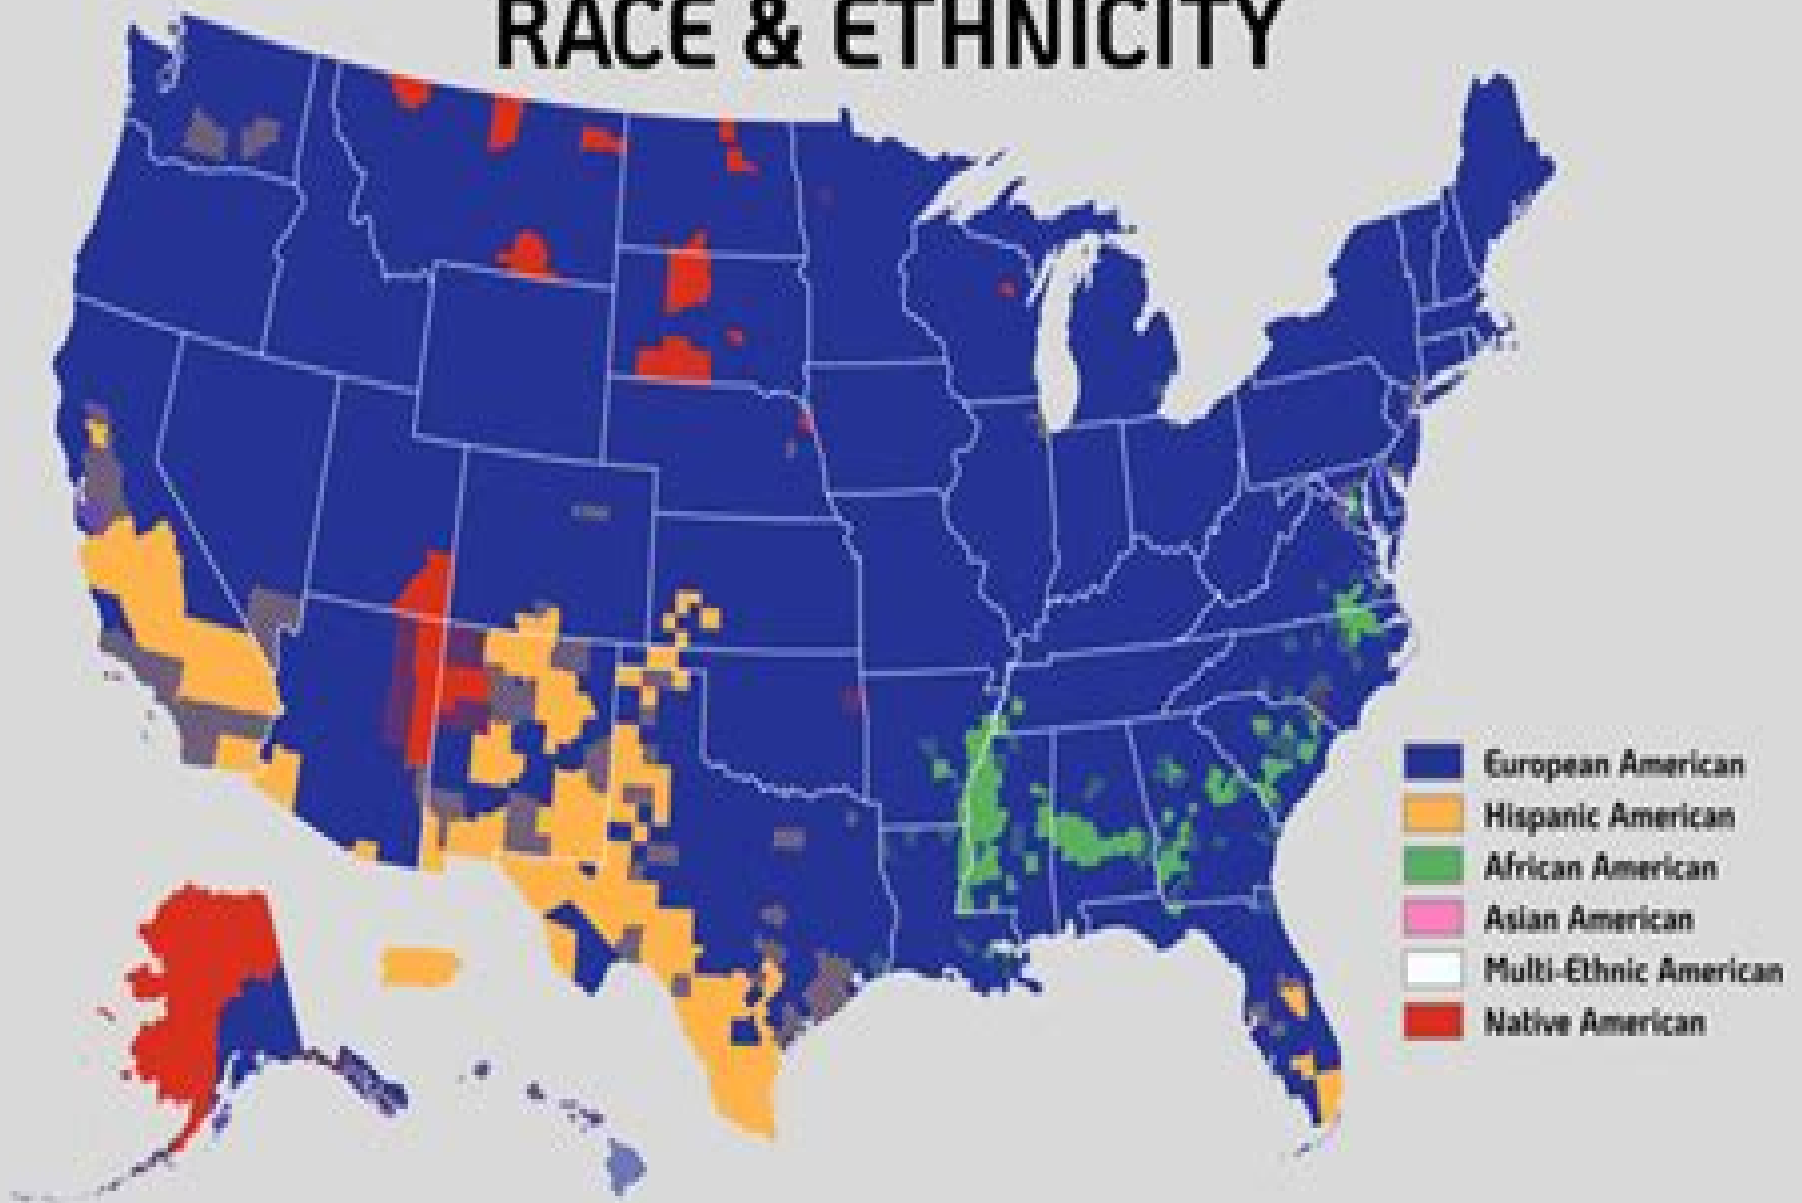 RACE & ETHNICITY
European American
Hispanic American
African American
Asian American
Multi-Ethnic American
Native American